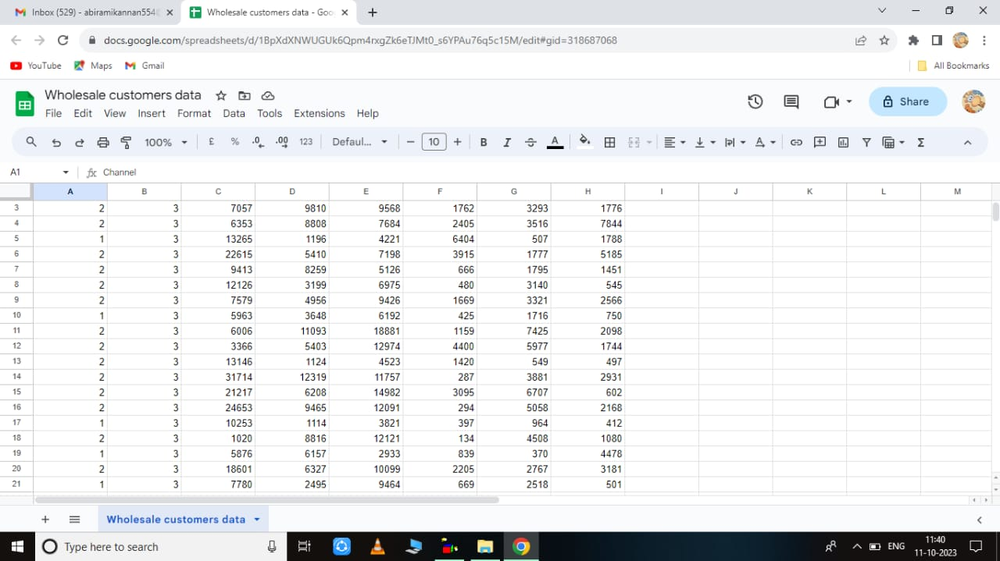 Inbox (529) - abiramikannan554
Wholesale customers data - Goo
docs.google.com/spreadsheets/d/1BpXdXNWUGUk6Qpm4rxgZk6eTJMt0_s6YPAu76q5c15M/edit#gid=318687068
YouTube Maps Gmail All Bookmarks
Wholesale customers data
File Edit View Insert Format Data Tools Extensions Help
Share
100% £ % .0 .00 123 Defaul... − 10 + B I A
A1 fx Channel
A B C D E F G H I J K L M
3 2 3 7057 9810 9568 1762 3293 1776
4 2 3 6353 8808 7684 2405 3516 7844
5 1 3 13265 1196 4221 6404 507 1788
6 2 3 22615 5410 7198 3915 1777 5185
7 2 3 9413 8259 5126 666 1795 1451
8 2 3 12126 3199 6975 480 3140 545
9 2 3 7579 4956 9426 1669 3321 2566
10 1 3 5963 3648 6192 425 1716 750
11 2 3 6006 11093 18881 1159 7425 2098
12 2 3 3366 5403 12974 4400 5977 1744
13 2 3 13146 1124 4523 1420 549 497
14 2 3 31714 12319 11757 287 3881 2931
15 2 3 21217 6208 14982 3095 6707 602
16 2 3 24653 9465 12091 294 5058 2168
17 1 3 10253 1114 3821 397 964 412
18 2 3 1020 8816 12121 134 4508 1080
19 1 3 5876 6157 2933 839 370 4478
20 2 3 18601 6327 10099 2205 2767 3181
21 1 3 7780 2495 9464 669 2518 501
Wholesale customers data
Type here to search
ENG
11:40
11-10-2023